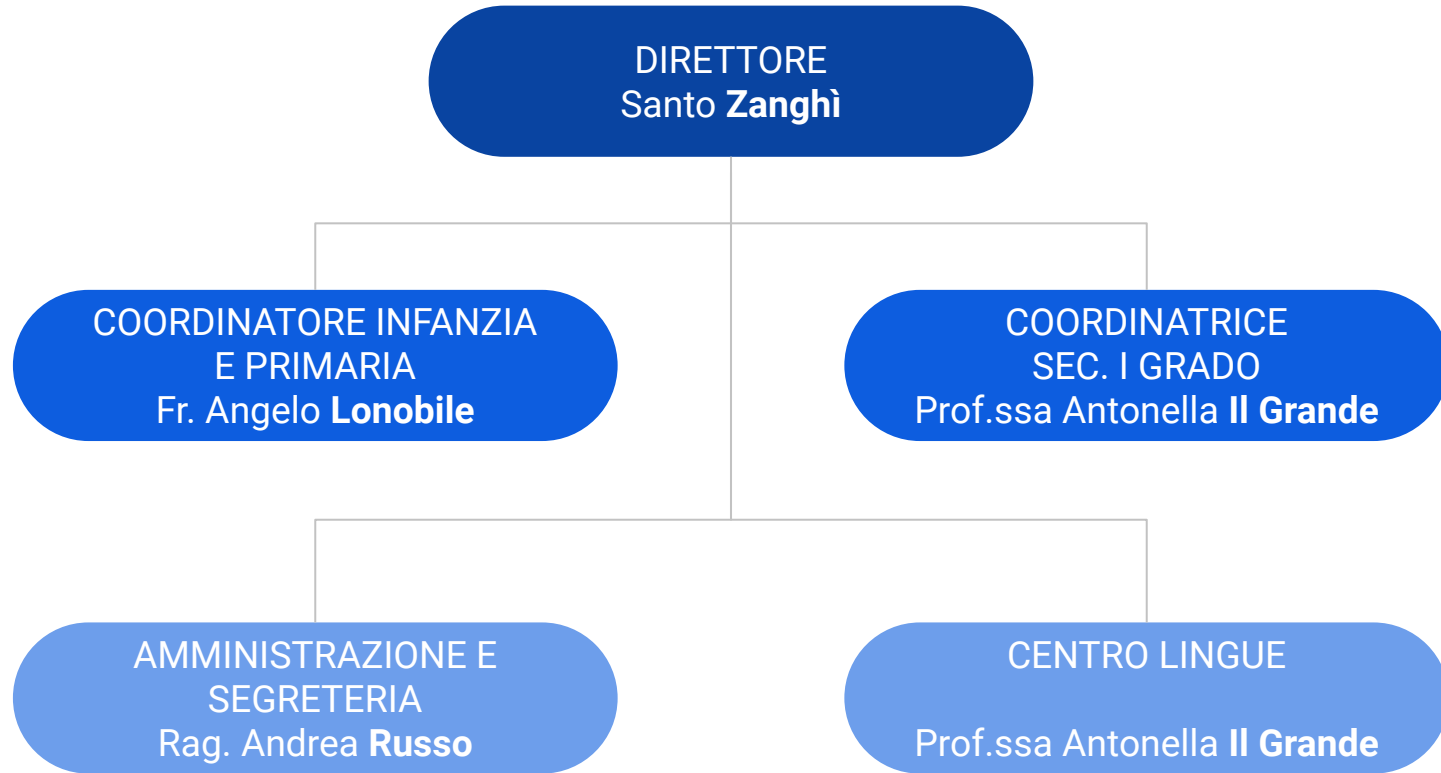 DIRETTORE
Santo Zanghì
COORDINATORE INFANZIA
E PRIMARIA
Fr. Angelo Lonobile
COORDINATRICE
SEC. I GRADO
Prof.ssa Antonella Il Grande
AMMINISTRAZIONE E
SEGRETERIA
Rag. Andrea Russo
CENTRO LINGUE
Prof.ssa Antonella Il Grande